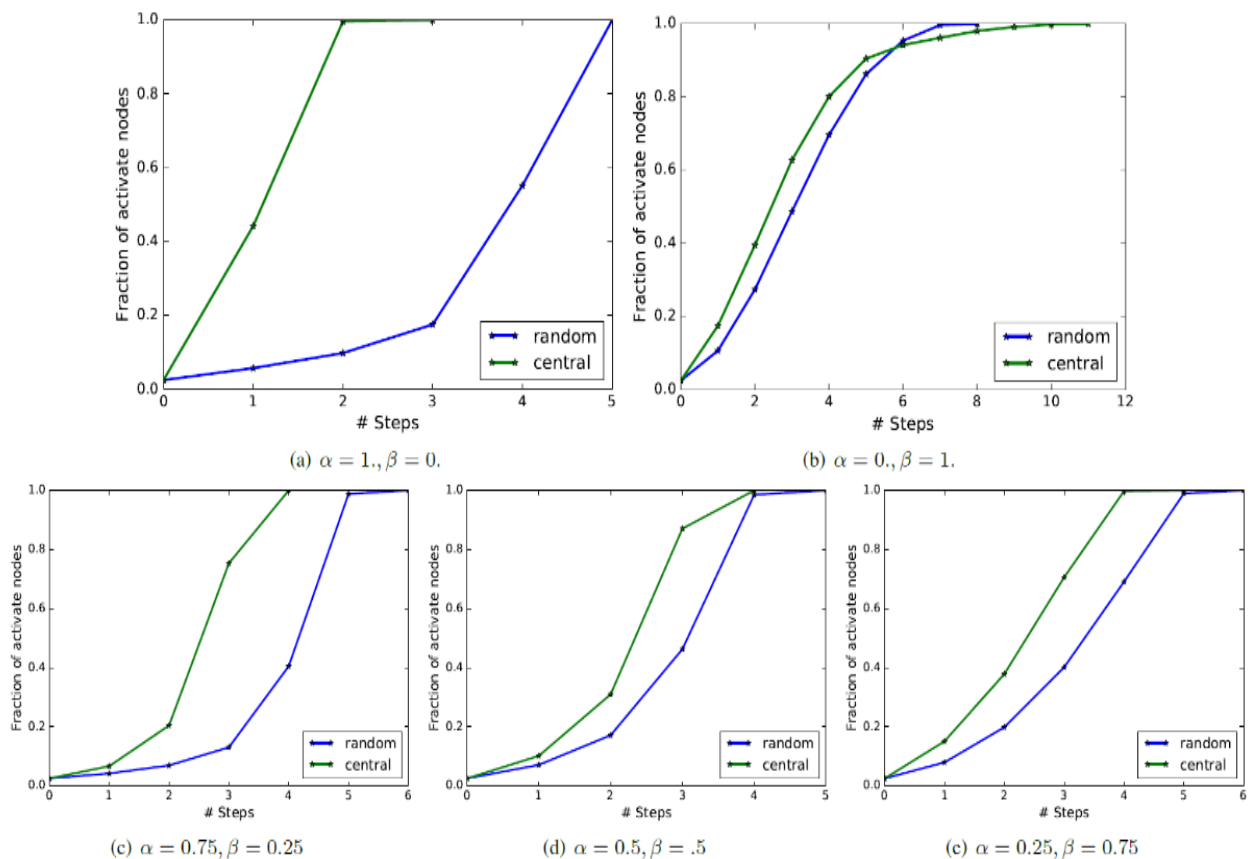 Fraction of activate nodes
1.0
0.8
0.6
0.4
0.2
0.0
0 1 2 3 4 5
# Steps
random
central
(a) α = 1., β = 0.
Fraction of activate nodes
1.0
0.8
0.6
0.4
0.2
0.0
0 2 4 6 8 10 12
# Steps
random
central
(b) α = 0., β = 1.
Fraction of activate nodes
1.0
0.8
0.6
0.4
0.2
0.0
0 1 2 3 4 5 6
# Steps
random
central
(c) α = 0.75, β = 0.25
Fraction of activate nodes
1.0
0.8
0.6
0.4
0.2
0.0
0 1 2 3 4 5
# Steps
random
central
(d) α = 0.5, β = .5
Fraction of activate nodes
1.0
0.8
0.6
0.4
0.2
0.0
0 1 2 3 4 5 6
# Steps
random
central
(e) α = 0.25, β = 0.75